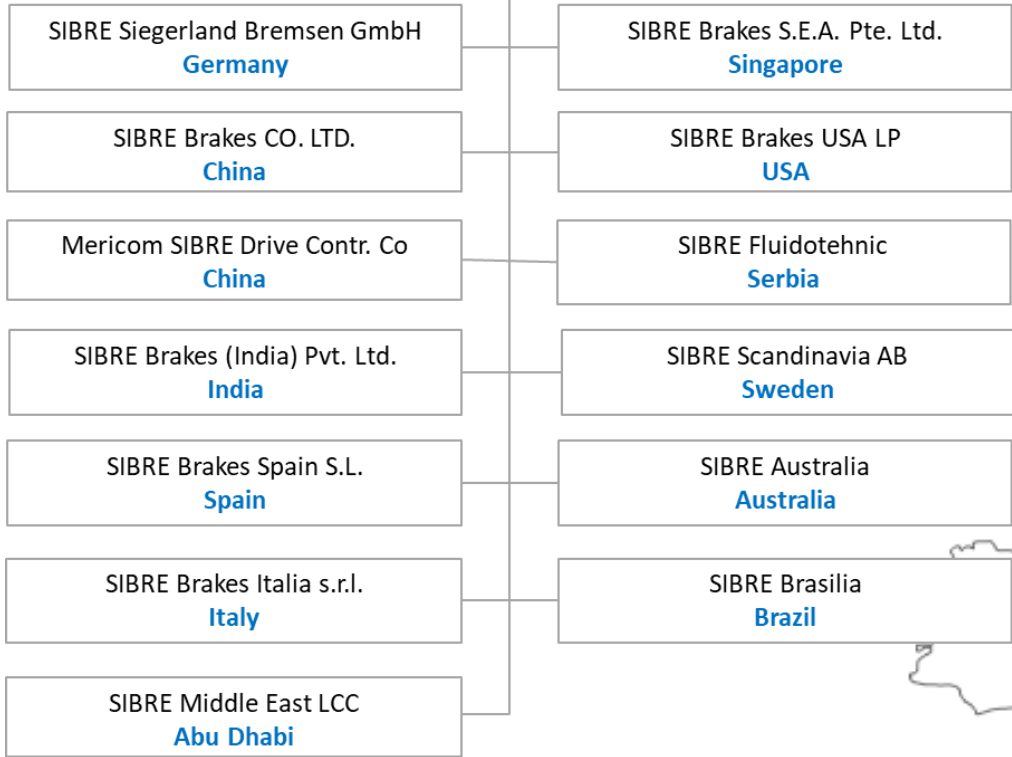 SIBRE Siegerland Bremsen GmbH
Germany
SIBRE Brakes S.E.A. Pte. Ltd.
Singapore
SIBRE Brakes CO. LTD.
China
SIBRE Brakes USA LP
USA
Mericom SIBRE Drive Contr. Co
China
SIBRE Fluidotehnic
Serbia
SIBRE Brakes (India) Pvt. Ltd.
India
SIBRE Scandinavia AB
Sweden
SIBRE Brakes Spain S.L.
Spain
SIBRE Australia
Australia
SIBRE Brakes Italia s.r.l.
Italy
SIBRE Brasilia
Brazil
SIBRE Middle East LCC
Abu Dhabi